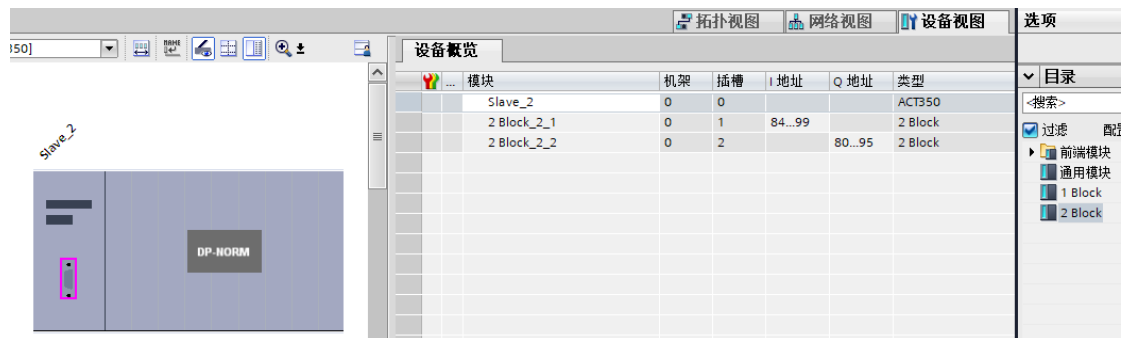 拓扑视图 网络视图 设备视图 选项
350]
设备概览
... 模块 机架 插槽 I 地址 Q 地址 类型
Slave_2 0 0 ACT350
2 Block_2_1 0 1 84...99 2 Block
2 Block_2_2 0 2 80...95 2 Block
Slave_2
DP-NORM
目录
<搜索>
过滤
前端模块
通用模块
1 Block
2 Block